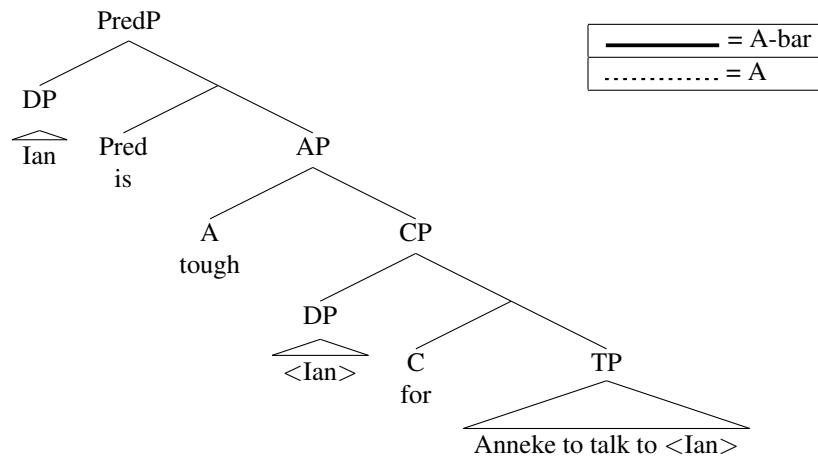 PredP
= A-bar
= A
DP
Ian
Pred
is
AP
A
tough
CP
DP
<Ian>
C
for
TP
Anneke to talk to <Ian>